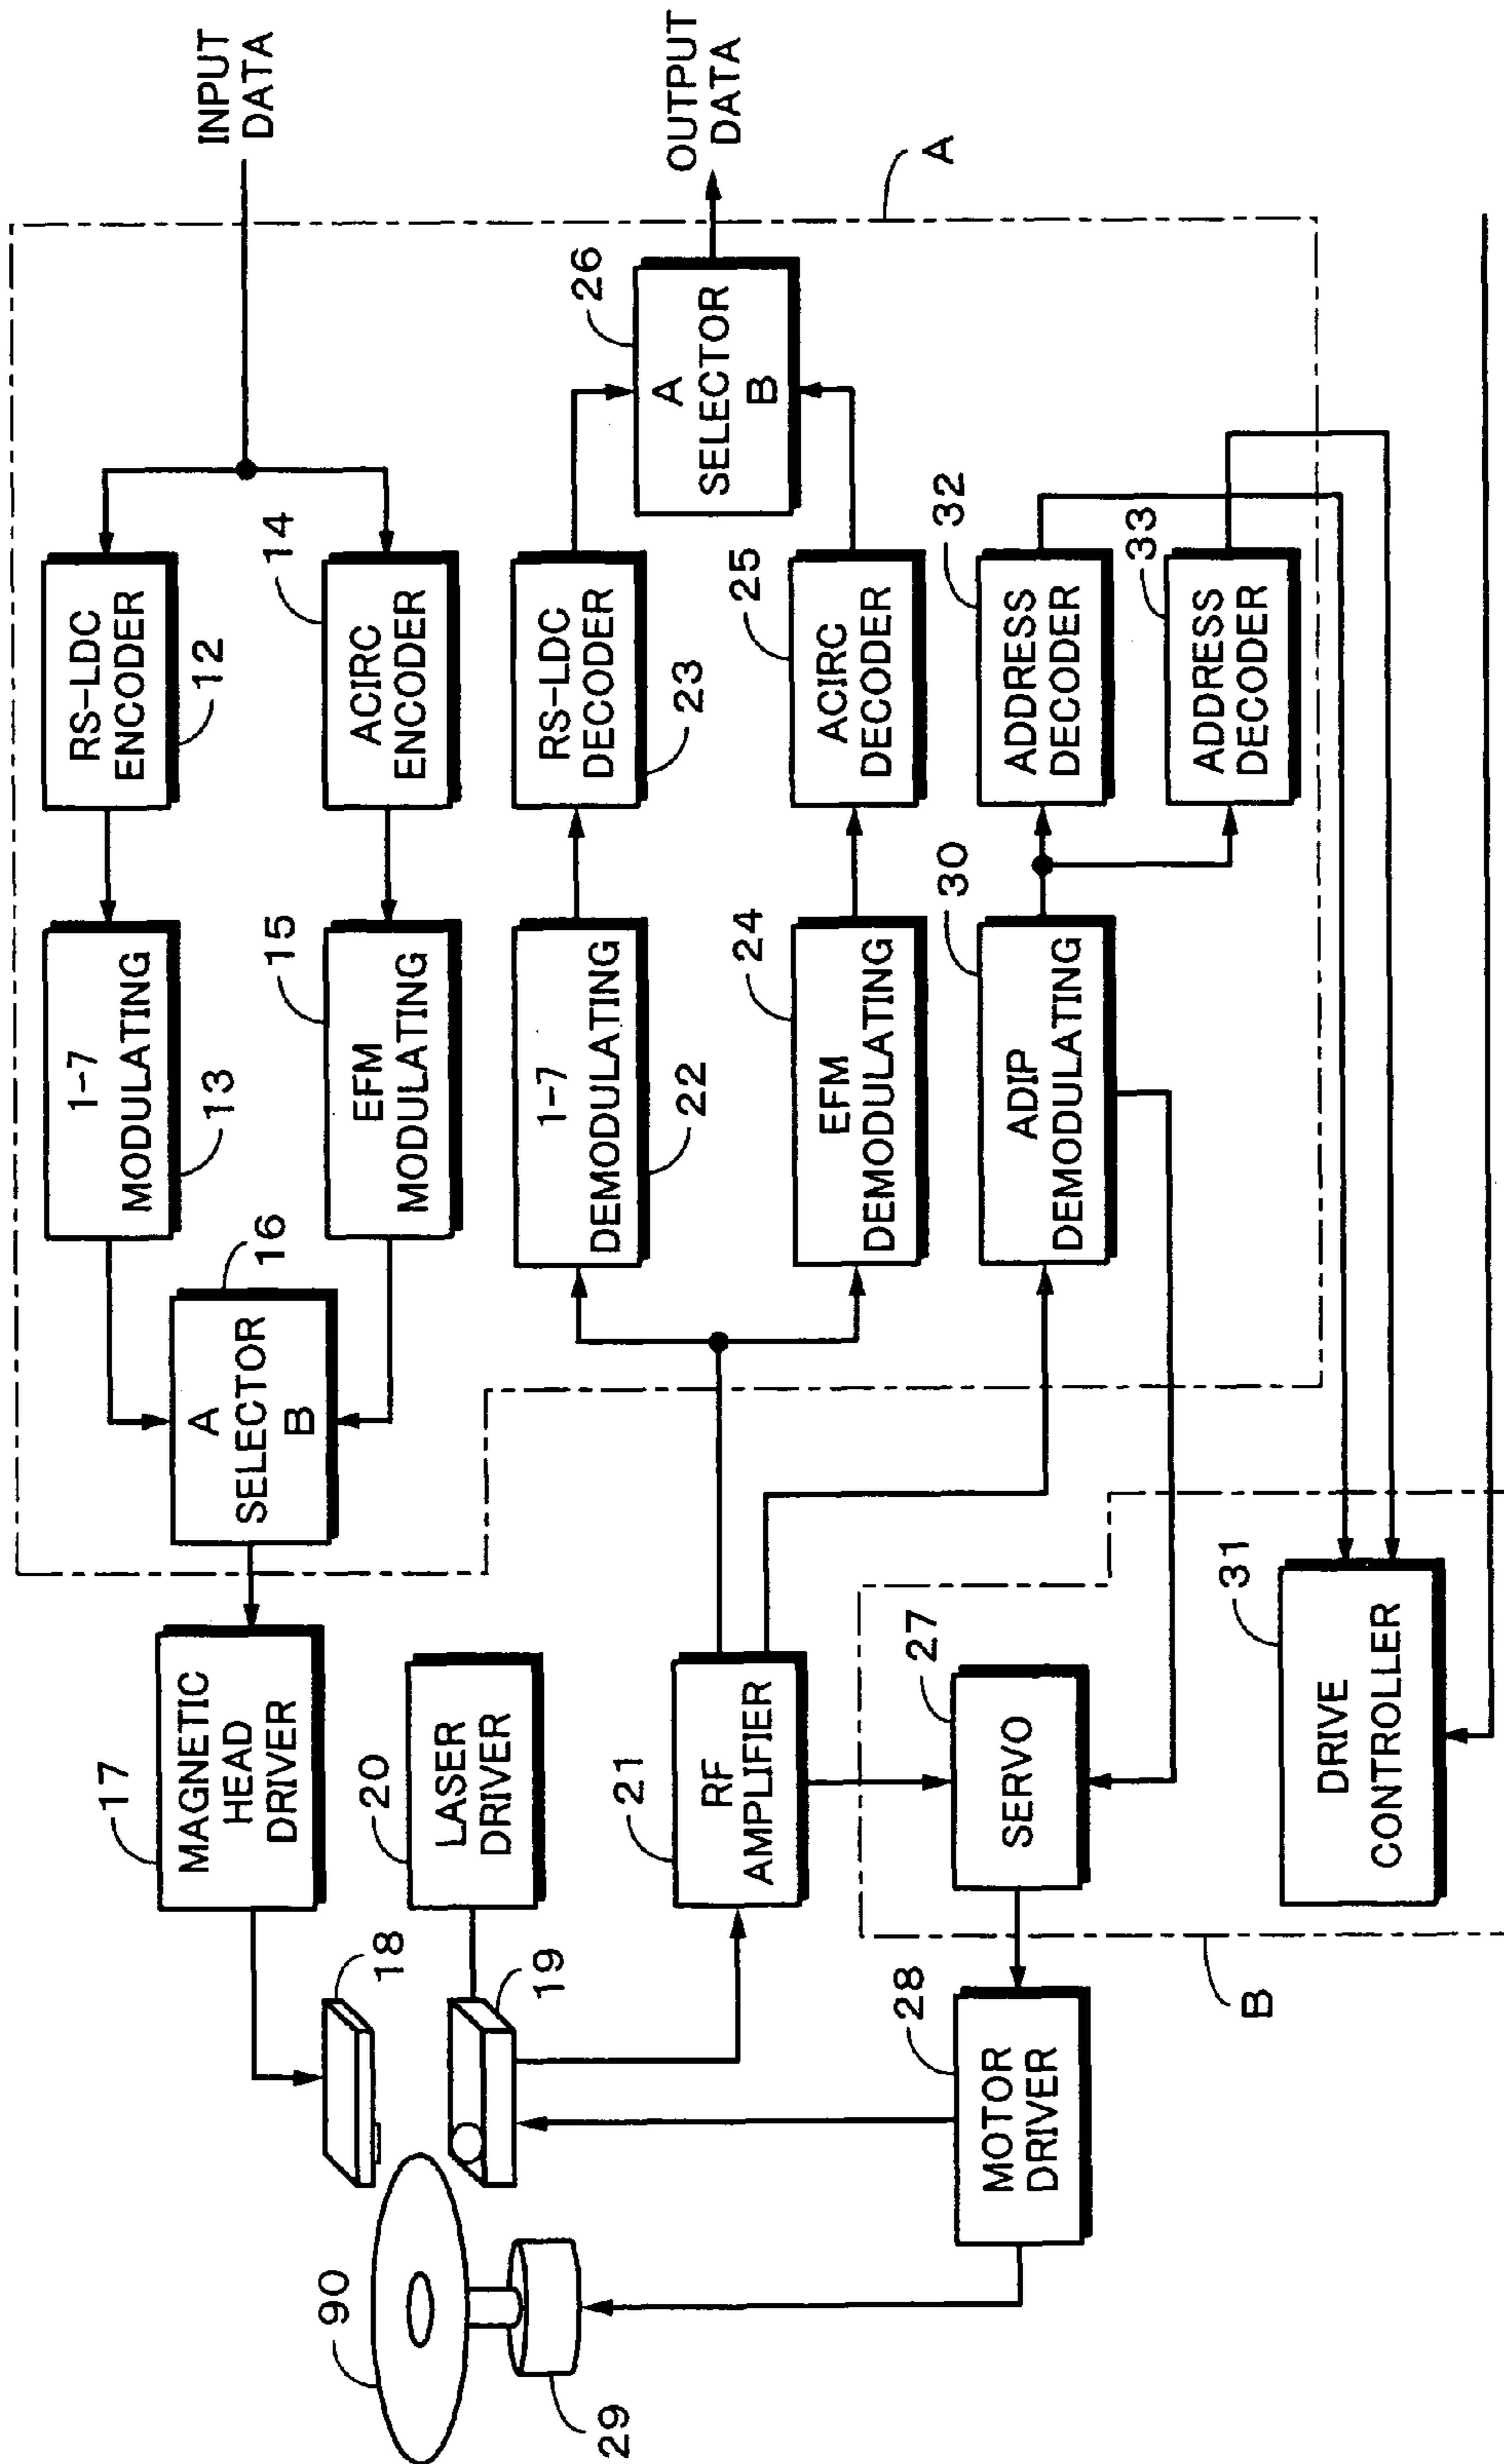 90
29
18
19
MAGNETIC
HEAD
DRIVER
17
LASER
DRIVER
20
RF
AMPLIFIER
21
MOTOR
DRIVER
28
SERVO
27
B
DRIVE
CONTROLLER
31
A
SELECTOR
B
16
1-7
MODULATING
13
EFM
MODULATING
15
RS-LDC
ENCODER
12
ACIRC
ENCODER
14
INPUT
DATA
1-7
DEMODULATING
22
EFM
DEMODULATING
24
RS-LDC
DECODER
23
ACIRC
DECODER
25
A
SELECTOR
B
26
OUTPUT
DATA
ADIP
DEMODULATING
30
ADDRESS
DECODER
32
ADDRESS
DECODER
33
A